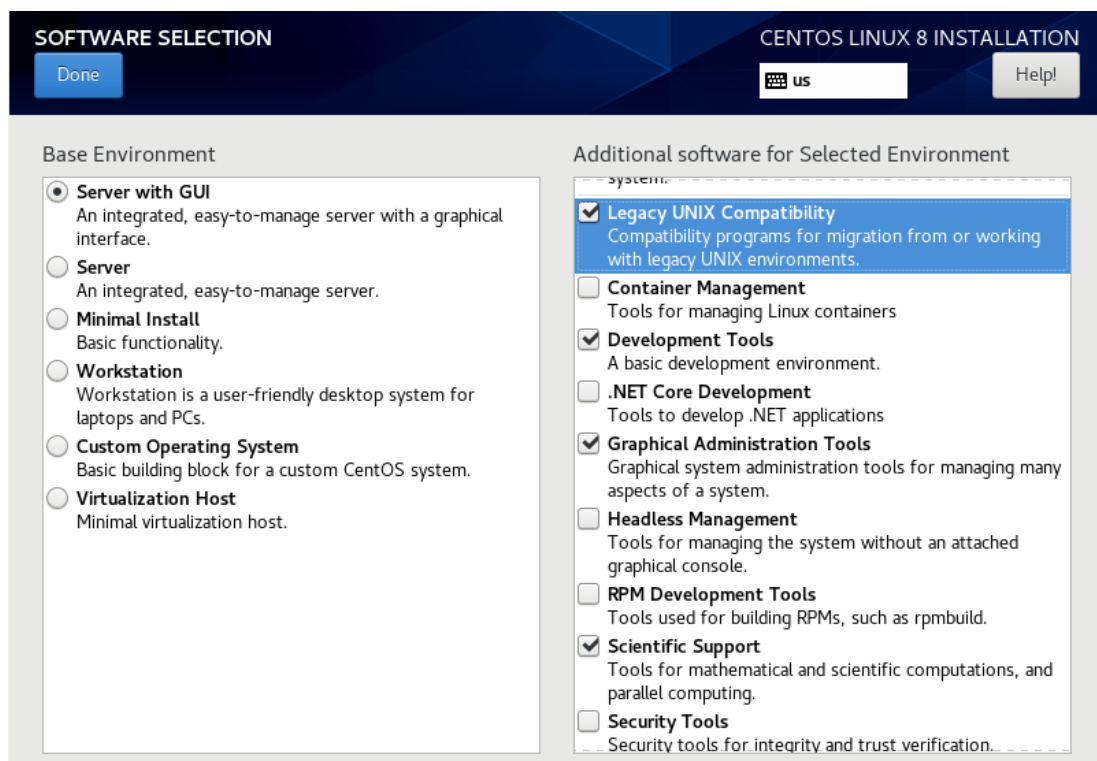 SOFTWARE SELECTION
Done
CENTOS LINUX 8 INSTALLATION
us
Help!
Base Environment
Server with GUI
An integrated, easy-to-manage server with a graphical
interface.
Server
An integrated, easy-to-manage server.
Minimal Install
Basic functionality.
Workstation
Workstation is a user-friendly desktop system for
laptops and PCs.
Custom Operating System
Basic building block for a custom CentOS system.
Virtualization Host
Minimal virtualization host.
Additional software for Selected Environment
system.
Legacy UNIX Compatibility
Compatibility programs for migration from or working
with legacy UNIX environments.
Container Management
Tools for managing Linux containers
Development Tools
A basic development environment.
.NET Core Development
Tools to develop .NET applications
Graphical Administration Tools
Graphical system administration tools for managing many
aspects of a system.
Headless Management
Tools for managing the system without an attached
graphical console.
RPM Development Tools
Tools used for building RPMs, such as rpmbuild.
Scientific Support
Tools for mathematical and scientific computations, and
parallel computing.
Security Tools
Security tools for integrity and trust verification.